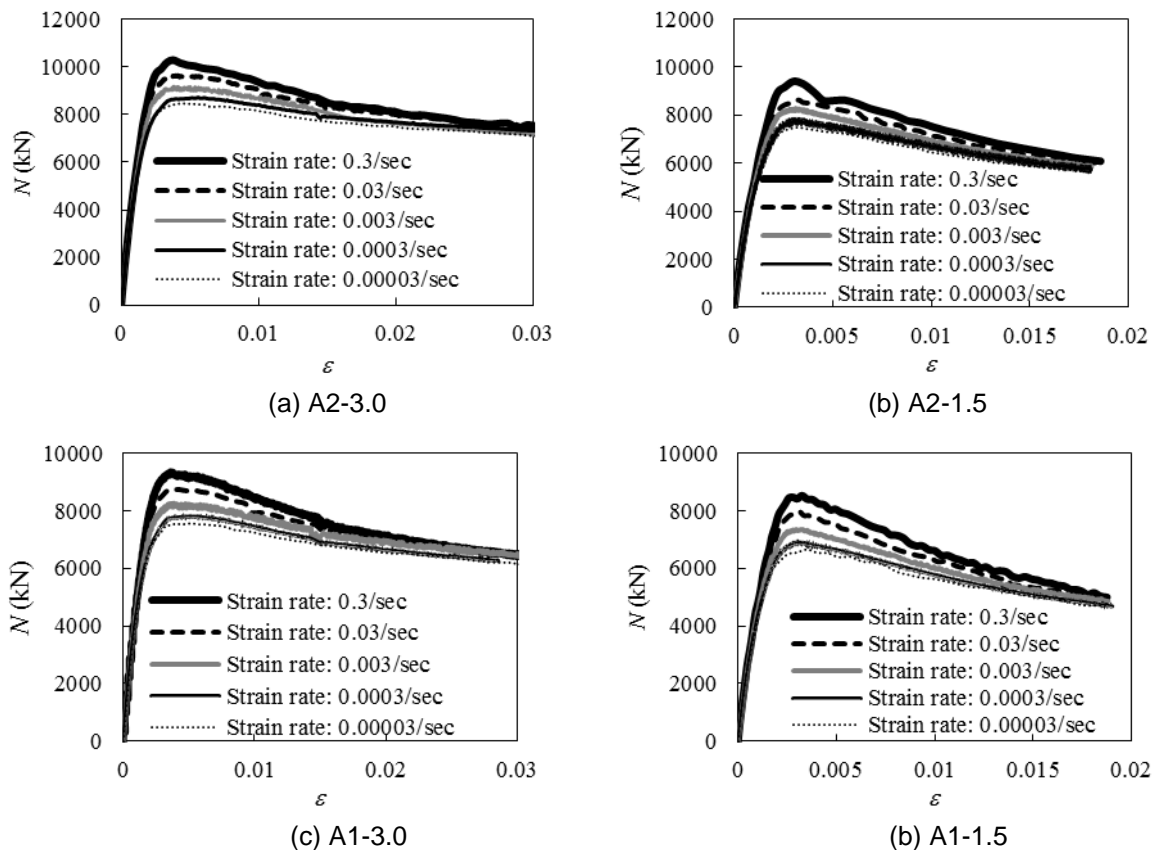 12000
10000
8000
6000
4000
2000
0
N (kN)
Strain rate: 0.3/sec
Strain rate: 0.03/sec
Strain rate: 0.003/sec
Strain rate: 0.0003/sec
Strain rate: 0.00003/sec
0 0.01 0.02 0.03
ε
(a) A2-3.0
12000
10000
8000
6000
4000
2000
0
N (kN)
Strain rate: 0.3/sec
Strain rate: 0.03/sec
Strain rate: 0.003/sec
Strain rate: 0.0003/sec
Strain rate: 0.00003/sec
0 0.005 0.01 0.015 0.02
ε
(b) A2-1.5
10000
8000
6000
4000
2000
0
N (kN)
Strain rate: 0.3/sec
Strain rate: 0.03/sec
Strain rate: 0.003/sec
Strain rate: 0.0003/sec
Strain rate: 0.00003/sec
0 0.01 0.02 0.03
ε
(c) A1-3.0
10000
8000
6000
4000
2000
0
N (kN)
Strain rate: 0.3/sec
Strain rate: 0.03/sec
Strain rate: 0.003/sec
Strain rate: 0.0003/sec
Strain rate: 0.00003/sec
0 0.005 0.01 0.015 0.02
ε
(b) A1-1.5